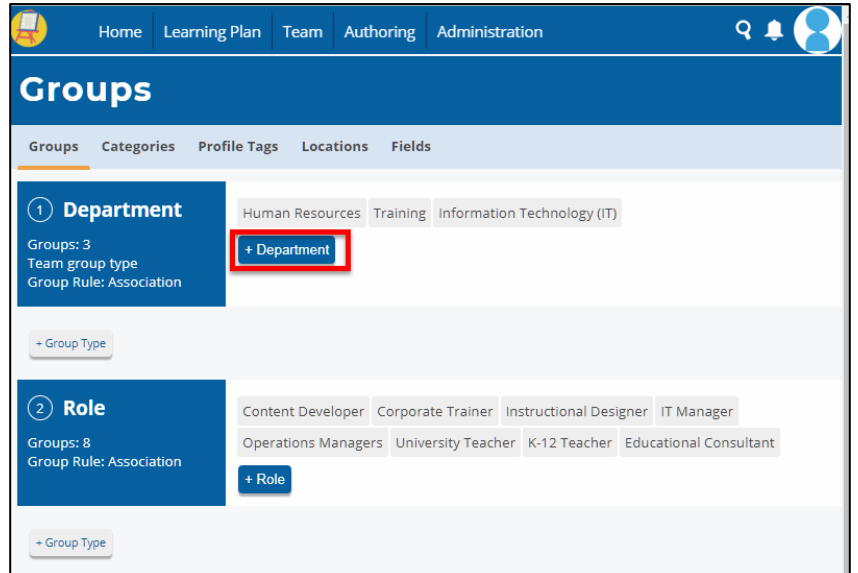 Home Learning Plan Team Authoring Administration
Groups
Groups Categories Profile Tags Locations Fields
1 Department
Groups: 3
Team group type
Group Rule: Association
Human Resources Training Information Technology (IT)
+ Department
+ Group Type
2 Role
Groups: 8
Group Rule: Association
Content Developer Corporate Trainer Instructional Designer IT Manager
Operations Managers University Teacher K-12 Teacher Educational Consultant
+ Role
+ Group Type